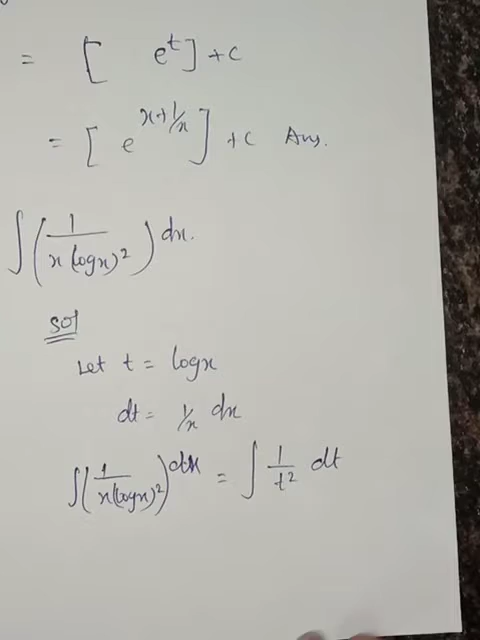 = [ e^t ] + c
= [ e^{x+1/x} ] + c Ans.
∫ ( 1 / x (log x)^2 ) dx.
Sol
Let t = log x
dt = 1/x dx
∫ ( 1 / x(log x)^2 ) dx = ∫ 1/t^2 dt